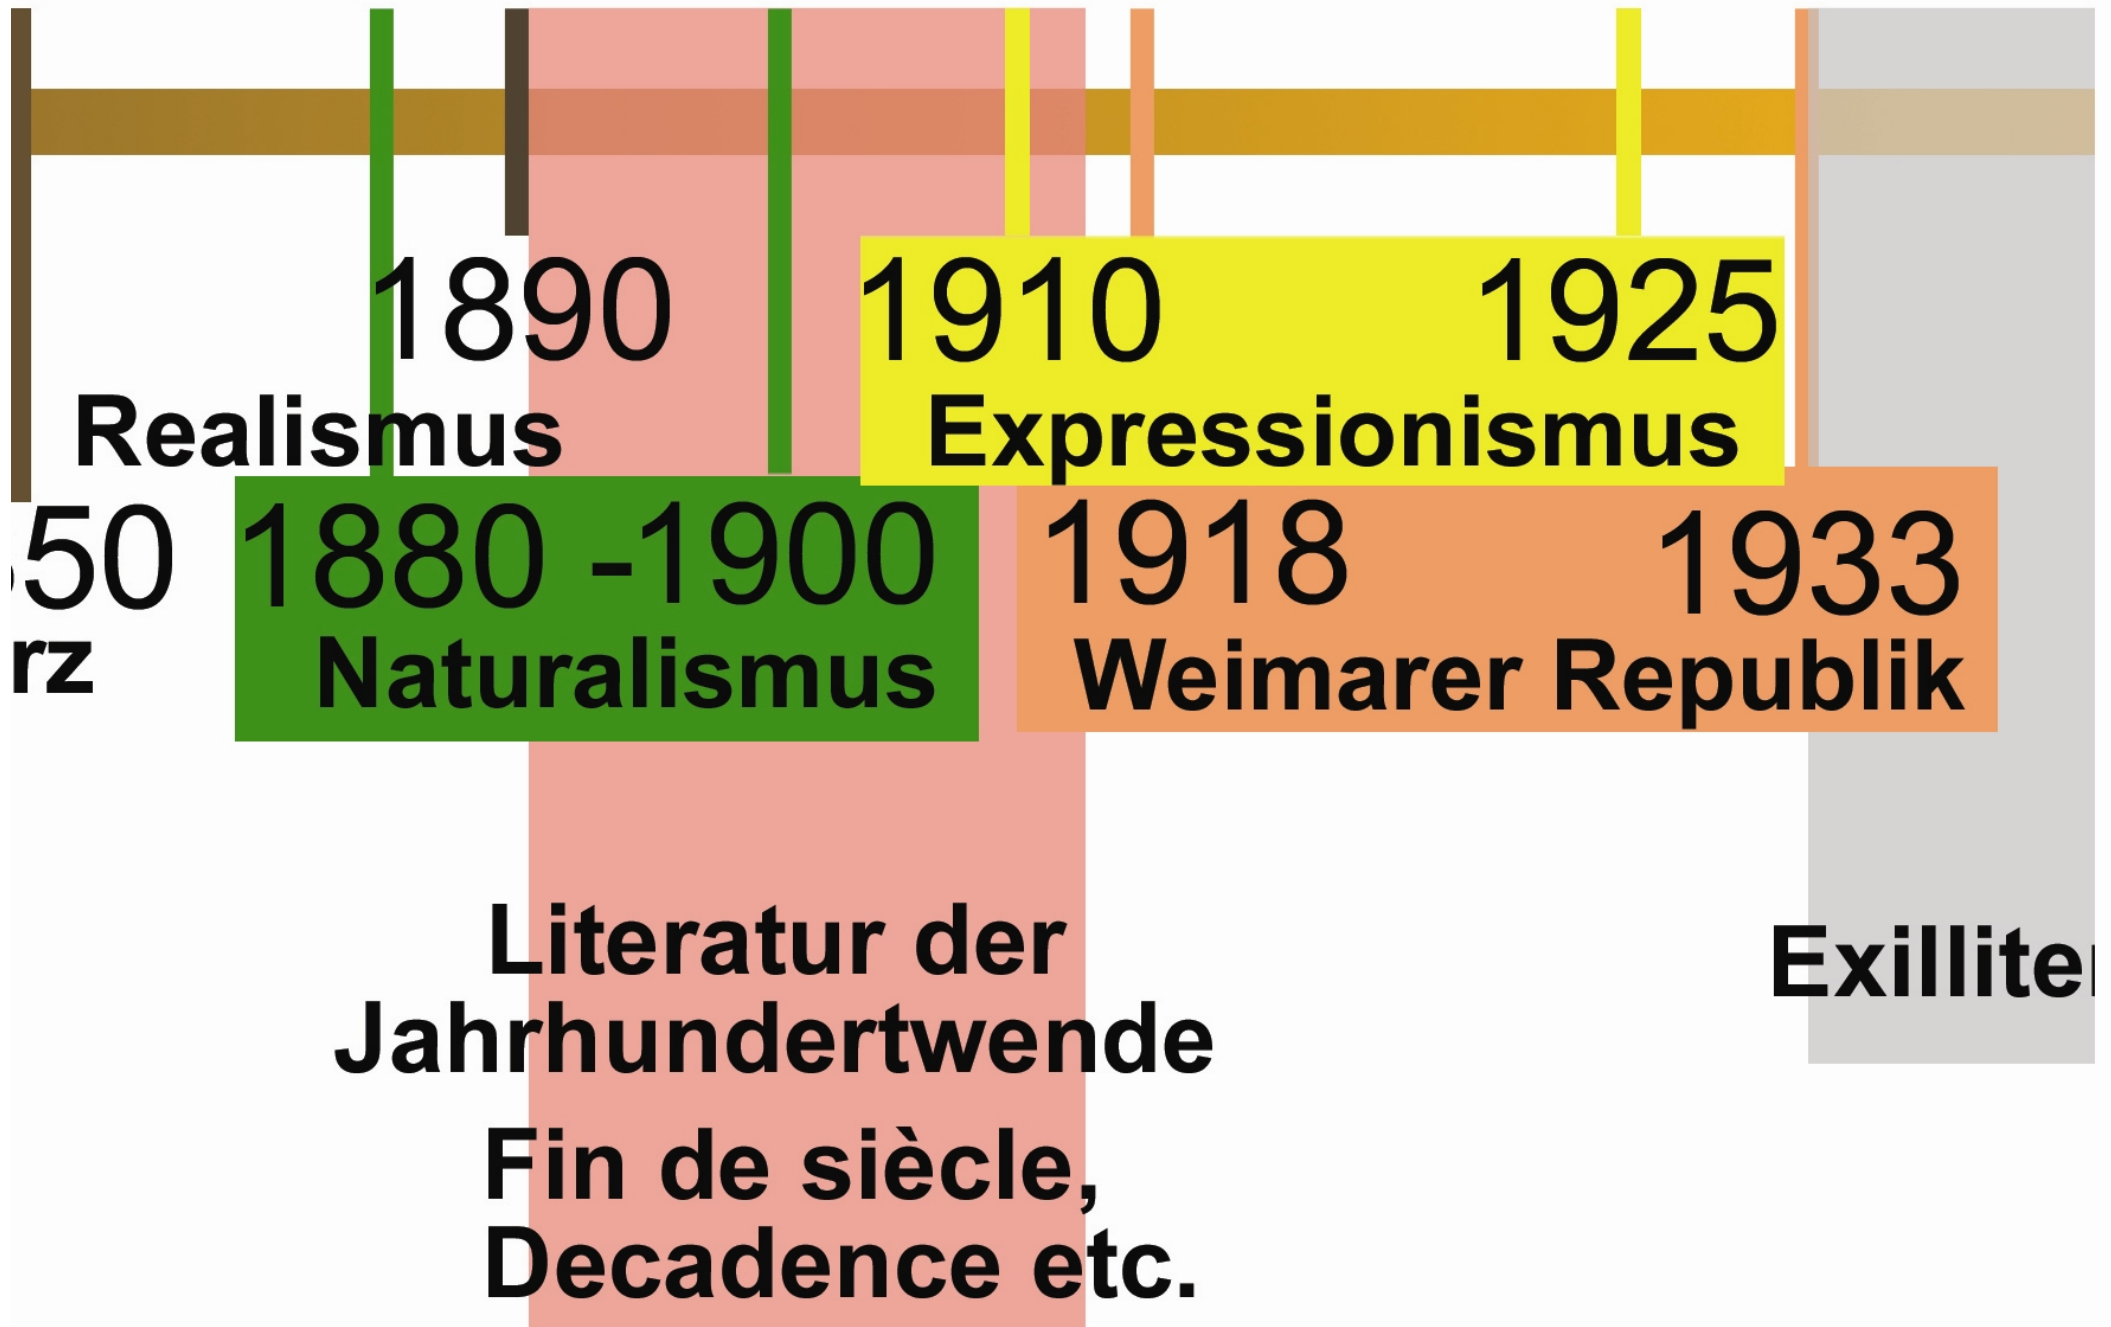 1890
1910
1925
Realismus
Expressionismus
50
1880 -1900
1918
1933
rz
Naturalismus
Weimarer Republik
Literatur der
Jahrhundertwende
Exillite
Fin de siècle,
Decadence etc.